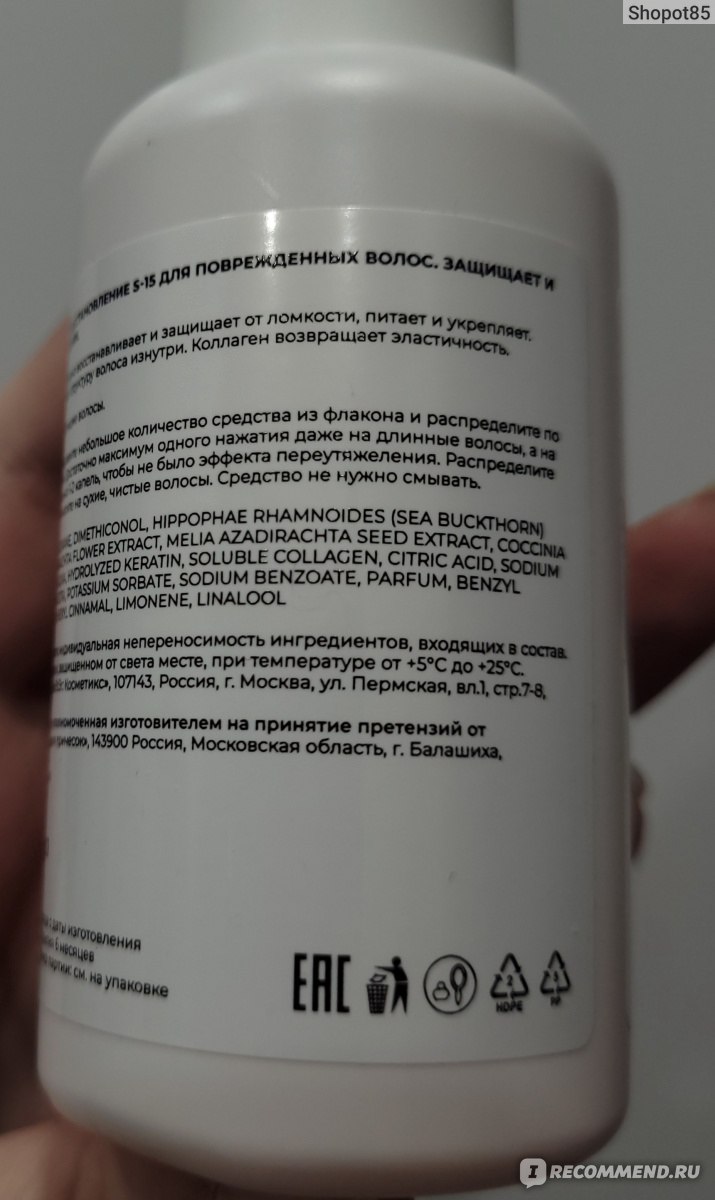 Shopot85
S-15 ДЛЯ ПОВРЕЖДЕННЫХ ВОЛОС. ЗАЩИЩАЕТ И
и защищает от ломкости, питает и укрепляет.
волоса изнутри. Коллаген возвращает эластичность.
волосы.
небольшое количество средства из флакона и распределите по
максимум одного нажатия даже на длинные волосы, а на
капель, чтобы не было эффекта переутяжеления. Распределите
на сухие, чистые волосы. Средство не нужно смывать.
DIMETHICONOL, HIPPOPHAE RHAMNOIDES (SEA BUCKTHORN)
FLOWER EXTRACT, MELIA AZADIRACHTA SEED EXTRACT, COCCINIA
HYDROLYZED KERATIN, SOLUBLE COLLAGEN, CITRIC ACID, SODIUM
POTASSIUM SORBATE, SODIUM BENZOATE, PARFUM, BENZYL
CINNAMAL, LIMONENE, LINALOOL
индивидуальная непереносимость ингредиентов, входящих в состав.
защищенном от света месте, при температуре от +5°C до +25°C.
Косметикс», 107143, Россия, г. Москва, ул. Пермская, вл.1, стр.7-8,
изготовителем на принятие претензий от
143900 Россия, Московская область, г. Балашиха,
с даты изготовления
6 месяцев
партии: см. на упаковке
EAC
2
HDPE
5
PP
IRECOMMEND.RU